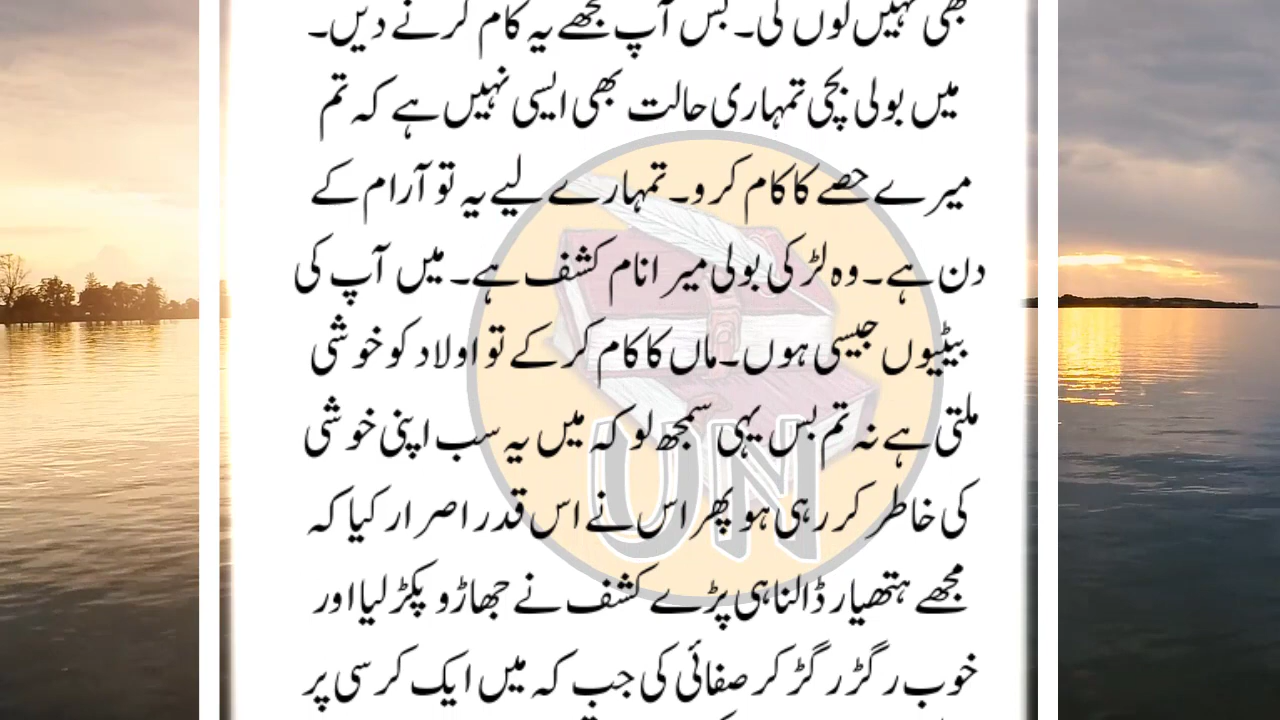 بھی نہیں لوں گی۔ بس آپ مجھے یہ کام کرنے دیں۔
میں بولی بچی تمہاری حالت بھی ایسی نہیں ہے کہ تم
میرے حصے کا کام کرو۔ تمہارے لیے یہ تو آرام کے
دن ہے۔ وہ لڑکی بولی میرا نام کشف ہے۔ میں آپ کی
بیٹیوں جیسی ہوں۔ ماں کا کام کر کے تو اولاد کو خوشی
ملتی ہے نہ تم بس یہی سمجھ لو کہ میں یہ سب اپنی خوشی
کی خاطر کر رہی ہو پھر اس نے اس قدر اصرار کیا کہ
مجھے ہتھیار ڈالنا ہی پڑے کشف نے جھاڑو پکڑ لیا اور
خوب رگڑ رگڑ کر صفائی کی جب کہ میں ایک کرسی پر
UN